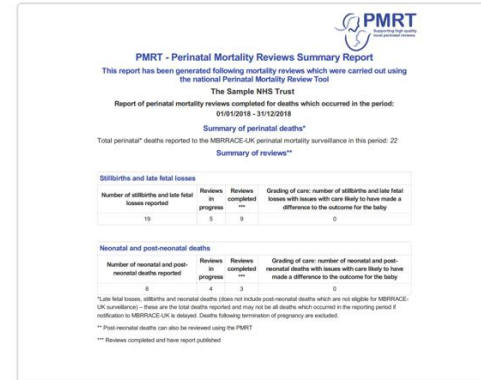 PMRT
Supporting high quality
local perinatal reviews
PMRT - Perinatal Mortality Reviews Summary Report
This report has been generated following mortality reviews which were carried out using
the national Perinatal Mortality Review Tool
The Sample NHS Trust
Report of perinatal mortality reviews completed for deaths which occurred in the period:
01/01/2018 - 31/12/2018
Summary of perinatal deaths*
Total perinatal* deaths reported to the MBRRACE-UK perinatal mortality surveillance in this period: 22
Summary of reviews**
Stillbirths and late fetal losses
Number of stillbirths and late fetal losses reported
Reviews in progress
Reviews completed ***
Grading of care: number of stillbirths and late fetal losses with issues with care likely to have made a difference to the outcome for the baby
19 5 9 0
Neonatal and post-neonatal deaths
Number of neonatal and post-neonatal deaths reported
Reviews in progress
Reviews completed ***
Grading of care: number of neonatal and post-neonatal deaths with issues with care likely to have made a difference to the outcome for the baby
8 4 3 0
*Late fetal losses, stillbirths and neonatal deaths (does not include post-neonatal deaths which are not eligible for MBRRACE-
UK surveillance) – these are the total deaths reported and may not be all deaths which occurred in the reporting period if
notification to MBRRACE-UK is delayed. Deaths following termination of pregnancy are excluded.
** Post-neonatal deaths can also be reviewed using the PMRT
*** Reviews completed and have report published